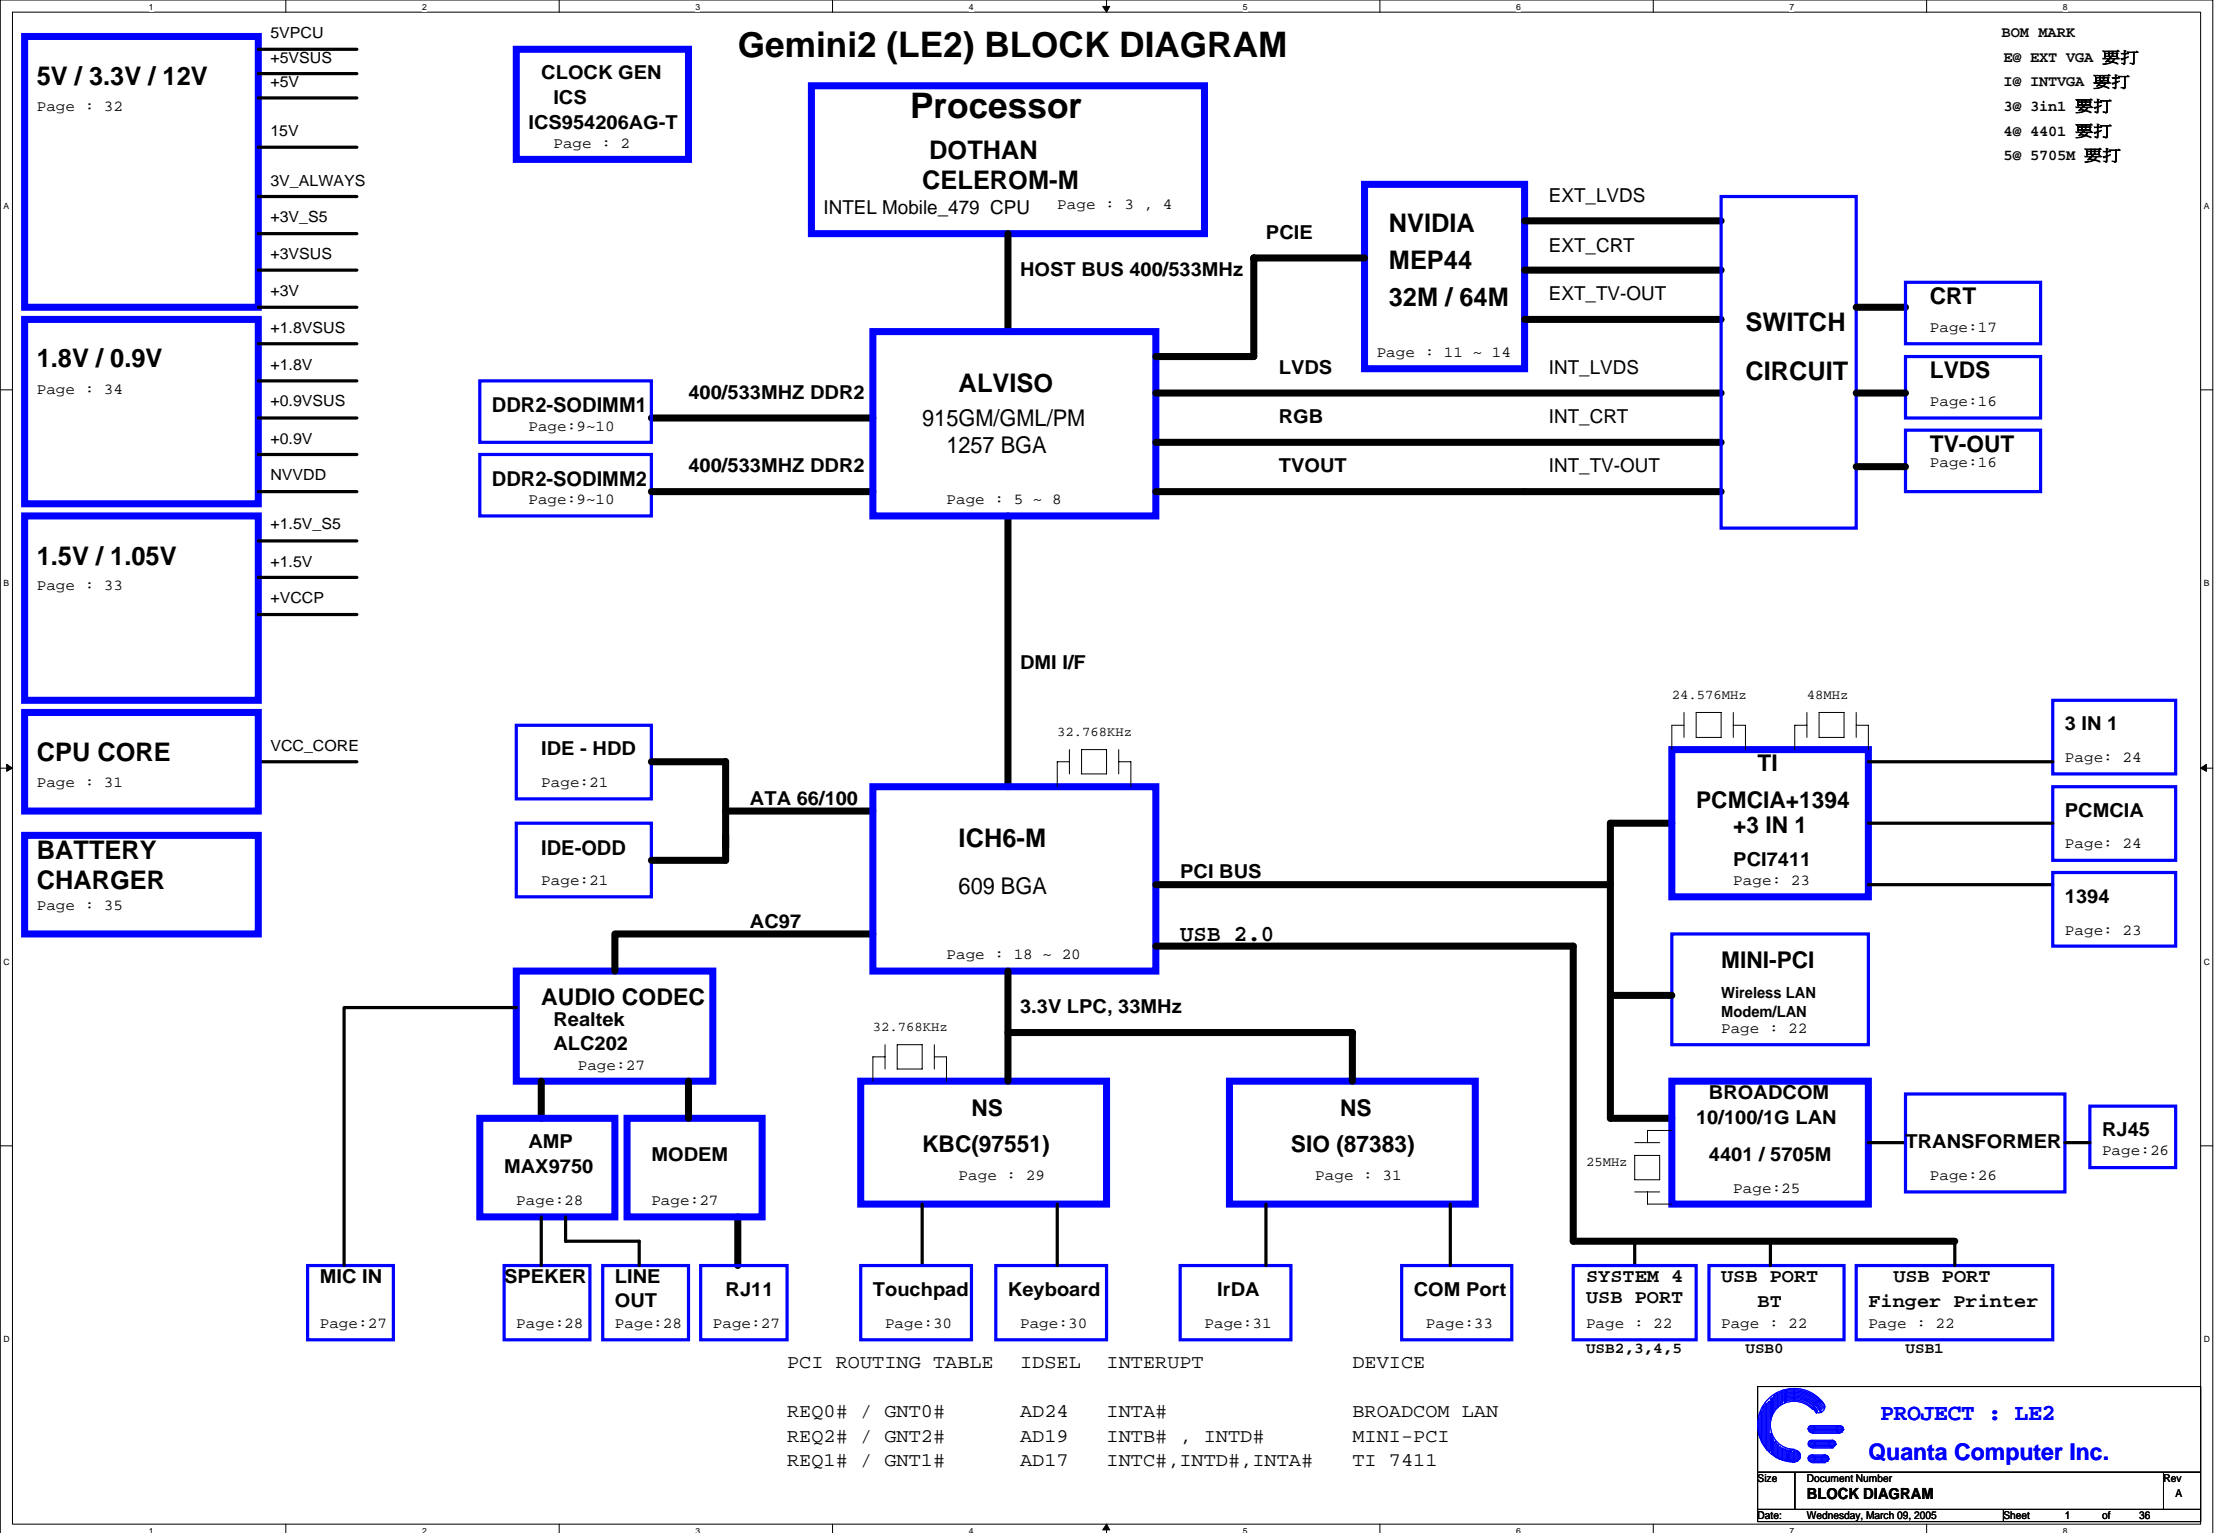 Gemini2 (LE2) BLOCK DIAGRAM
5V / 3.3V / 12V
Page : 32
5VPCU
+5VSUS
+5V
15V
3V_ALWAYS
+3V_S5
+3VSUS
+3V
1.8V / 0.9V
Page : 34
+1.8VSUS
+1.8V
+0.9VSUS
+0.9V
NVVDD
1.5V / 1.05V
Page : 33
+1.5V_S5
+1.5V
+VCCP
CPU CORE
Page : 31
VCC_CORE
BATTERY
CHARGER
Page : 35
CLOCK GEN
ICS
ICS954206AG-T
Page : 2
Processor
DOTHAN
CELEROM-M
INTEL Mobile_479 CPU Page : 3 , 4
BOM MARK
E@ EXT VGA 要打
I@ INTVGA 要打
3@ 3in1 要打
4@ 4401 要打
5@ 5705M 要打
HOST BUS 400/533MHz
PCIE
NVIDIA
MEP44
32M / 64M
Page : 11 ~ 14
EXT_LVDS
EXT_CRT
EXT_TV-OUT
INT_LVDS
INT_CRT
INT_TV-OUT
SWITCH
CIRCUIT
CRT
Page:17
LVDS
Page:16
TV-OUT
Page:16
DDR2-SODIMM1
Page:9~10
400/533MHZ DDR2
DDR2-SODIMM2
Page:9~10
400/533MHZ DDR2
ALVISO
915GM/GML/PM
1257 BGA
Page : 5 ~ 8
LVDS
RGB
TVOUT
DMI I/F
32.768KHz
IDE - HDD
Page:21
IDE-ODD
Page:21
ATA 66/100
AC97
ICH6-M
609 BGA
Page : 18 ~ 20
PCI BUS
USB 2.0
3.3V LPC, 33MHz
24.576MHz
48MHz
TI
PCMCIA+1394
+3 IN 1
PCI7411
Page: 23
3 IN 1
Page: 24
PCMCIA
Page: 24
1394
Page: 23
MINI-PCI
Wireless LAN
Modem/LAN
Page : 22
BROADCOM
10/100/1G LAN
4401 / 5705M
Page:25
25MHz
TRANSFORMER
Page:26
RJ45
Page:26
AUDIO CODEC
Realtek
ALC202
Page:27
AMP
MAX9750
Page:28
MODEM
Page:27
32.768KHz
NS
KBC(97551)
Page : 29
NS
SIO (87383)
Page : 31
MIC IN
Page:27
SPEKER
Page:28
LINE
OUT
Page:28
RJ11
Page:27
Touchpad
Page:30
Keyboard
Page:30
IrDA
Page:31
COM Port
Page:33
SYSTEM 4
USB PORT
Page : 22
USB2,3,4,5
USB PORT
BT
Page : 22
USB0
USB PORT
Finger Printer
Page : 22
USB1
PCI ROUTING TABLE IDSEL INTERUPT DEVICE
REQ0# / GNT0# AD24 INTA# BROADCOM LAN
REQ2# / GNT2# AD19 INTB# , INTD# MINI-PCI
REQ1# / GNT1# AD17 INTC#,INTD#,INTA# TI 7411
PROJECT : LE2
Quanta Computer Inc.
Size Document Number Rev
BLOCK DIAGRAM A
Date: Wednesday, March 09, 2005 Sheet 1 of 36
1 2 3 4 5 6 7 8
1 2 3 4 5 6 7 8
A B C D
A B C D